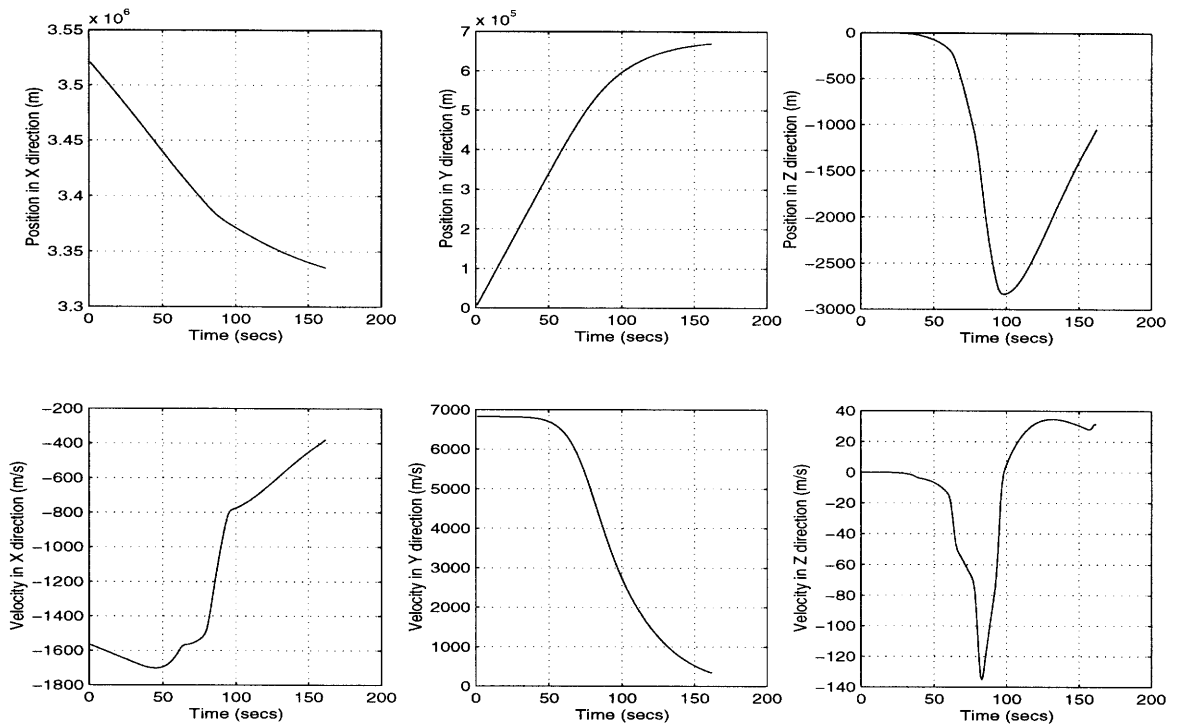 x 10⁶
3.55
3.5
3.45
3.4
3.35
3.3
Position in X direction (m)
0 50 100 150 200
Time (secs)
x 10⁵
7
6
5
4
3
2
1
0
Position in Y direction (m)
0 50 100 150 200
Time (secs)
0
−500
−1000
−1500
−2000
−2500
−3000
Position in Z direction (m)
0 50 100 150 200
Time (secs)
−200
−400
−600
−800
−1000
−1200
−1400
−1600
−1800
Velocity in X direction (m/s)
0 50 100 150 200
Time (secs)
7000
6000
5000
4000
3000
2000
1000
0
Velocity in Y direction (m/s)
0 50 100 150 200
Time (secs)
40
20
0
−20
−40
−60
−80
−100
−120
−140
Velocity in Z direction (m/s)
0 50 100 150 200
Time (secs)